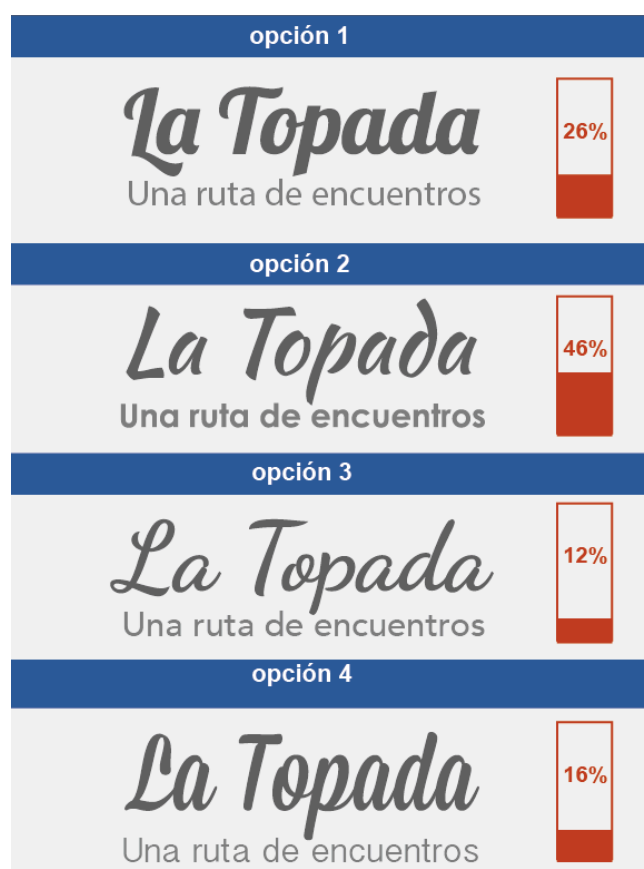 opción 1
La Topada
26%
Una ruta de encuentros
opción 2
La Topada
46%
Una ruta de encuentros
opción 3
La Topada
12%
Una ruta de encuentros
opción 4
La Topada
16%
Una ruta de encuentros